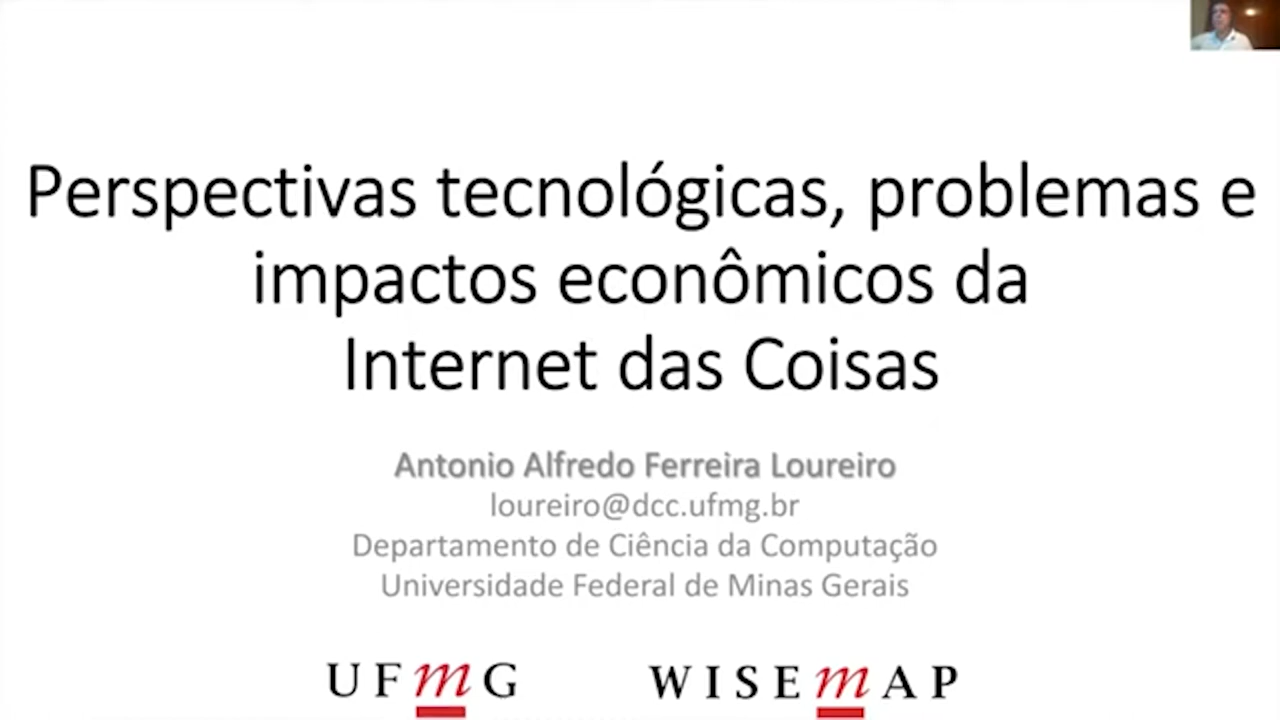 Perspectivas tecnológicas, problemas e
impactos econômicos da
Internet das Coisas
Antonio Alfredo Ferreira Loureiro
loureiro@dcc.ufmg.br
Departamento de Ciência da Computação
Universidade Federal de Minas Gerais
UFmG
WISEmAP